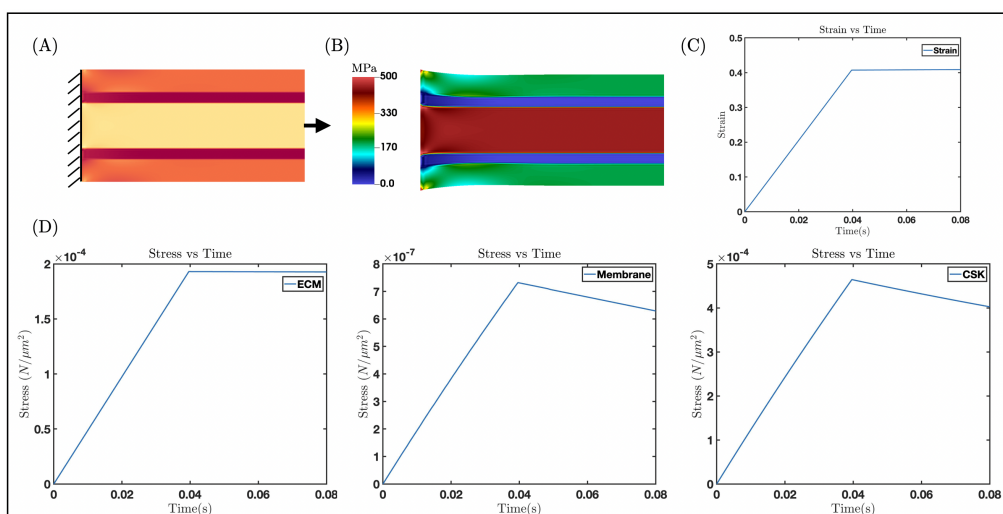 (A)
(B)
MPa
500
330
170
0.0
(C)
Strain vs Time
Strain
0.5
0.4
0.3
0.2
0.1
0
Strain
0
0.02
0.04
0.06
0.08
Time(s)
(D)
Stress vs Time
×10⁻⁴
ECM
2
1.5
1
0.5
0
Stress (N/μm²)
0
0.02
0.04
0.06
0.08
Time(s)
Stress vs Time
×10⁻⁷
Membrane
8
7
6
5
4
3
2
1
0
Stress (N/μm²)
0
0.02
0.04
0.06
0.08
Time(s)
Stress vs Time
×10⁻⁴
CSK
5
4
3
2
1
0
Stress (N/μm²)
0
0.02
0.04
0.06
0.08
Time(s)